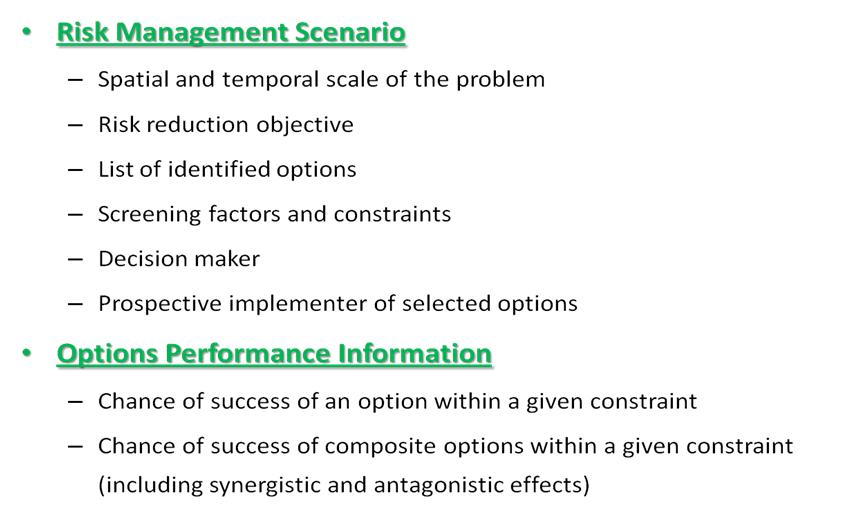 • Risk Management Scenario
– Spatial and temporal scale of the problem
– Risk reduction objective
– List of identified options
– Screening factors and constraints
– Decision maker
– Prospective implementer of selected options
• Options Performance Information
– Chance of success of an option within a given constraint
– Chance of success of composite options within a given constraint
(including synergistic and antagonistic effects)